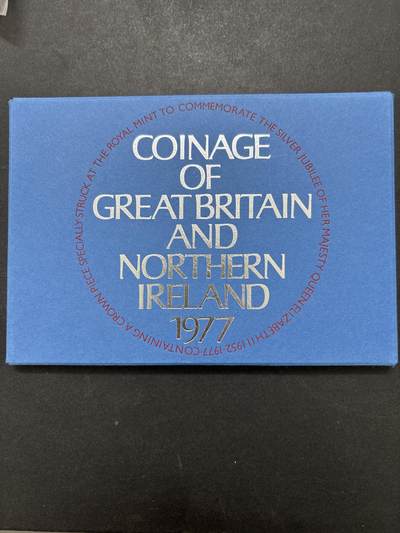 COINAGE
OF
GREAT BRITAIN
AND
NORTHERN
IRELAND
1977
CONTAINING A CROWN PIECE SPECIALLY STRUCK AT THE ROYAL MINT TO COMMEMORATE THE SILVER JUBILEE OF HER MAJESTY QUEEN ELIZABETH II 1952-1977